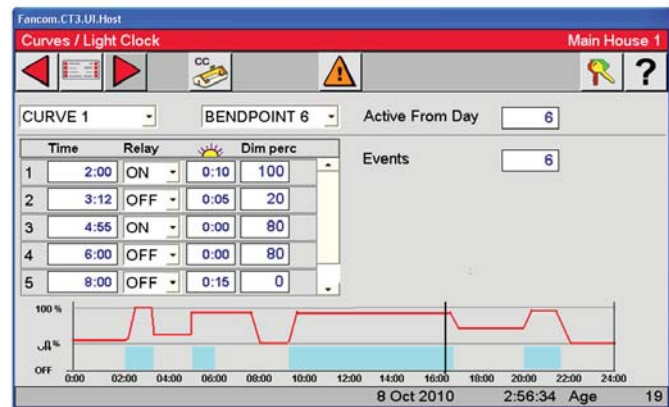 Fancom.CT3.UI.Host
Curves / Light Clock Main House 1
CC ?
CURVE 1 BENDPOINT 6 Active From Day 6
Time Relay Dim perc
Events 6
1 2:00 ON 0:10 100
2 3:12 OFF 0:05 20
3 4:55 ON 0:00 80
4 6:00 OFF 0:00 80
5 8:00 OFF 0:15 0
100 %
%
OFF
0:00 02:00 04:00 06:00 08:00 10:00 12:00 14:00 16:00 18:00 20:00 22:00 24:00
8 Oct 2010 2:56:34 Age 19